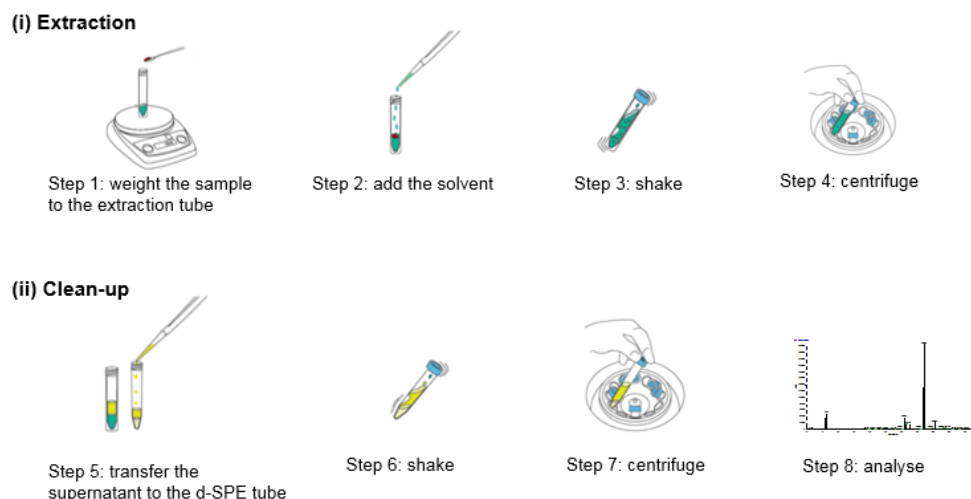 (i) Extraction
Step 1: weight the sample
to the extraction tube
Step 2: add the solvent
Step 3: shake
Step 4: centrifuge
(ii) Clean-up
Step 5: transfer the
supernatant to the d-SPE tube
Step 6: shake
Step 7: centrifuge
Step 8: analyse